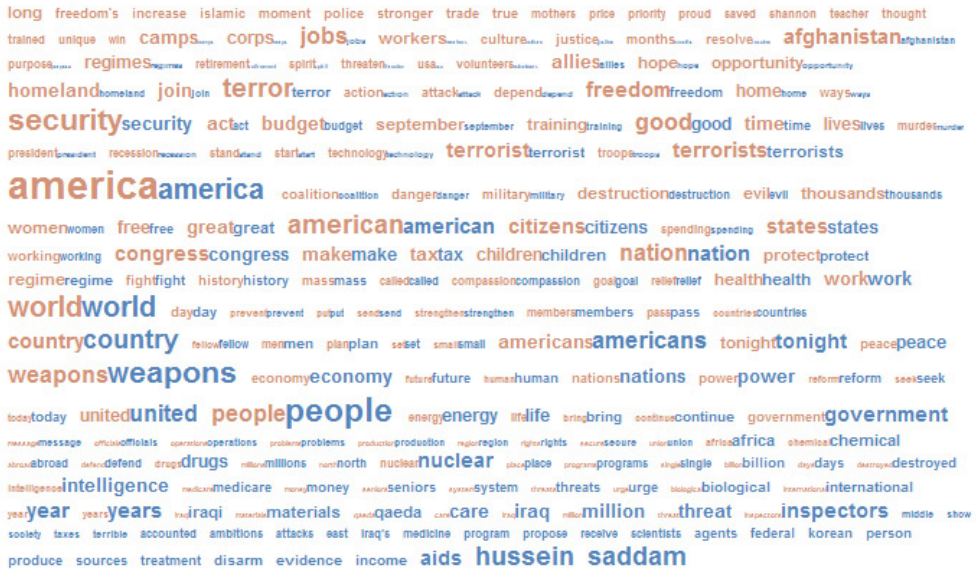 long freedom's increase islamic moment police stronger trade true mothers price priority proud saved shannon teacher thought
trained unique win camps camps corps corps jobs jobs workers workers culture culture justice justice months months resolve resolve afghanistan afghanistan
purpose purpose regimes regimes retirement retirement spirit spirit threaten threaten usa usa volunteers volunteers allies allies hope hope opportunity opportunity
homeland homeland join join terror terror action action attack attack depend depend freedom freedom home home ways ways
security security act act budget budget september september training training good good time time lives lives murder murder
president president recession recession stand stand start start technology technology terrorist terrorist troops troops terrorists terrorists
america america coalition coalition danger danger military military destruction destruction evil evil thousands thousands
women women free free great great american american citizens citizens spending spending states states
working working congress congress make make tax tax children children nation nation protect protect
regime regime fight fight history history mass mass called called compassion compassion goal goal relief relief health health work work
world world day day prevent prevent put put send send strengthen strengthen members members pass pass countries countries
country country fellow fellow men men plan plan set set small small americans americans tonight tonight peace peace
weapons weapons economy economy future future human human nations nations power power reform reform seek seek
today today united united people people energy energy life life bring bring continue continue government government
message message officials officials operations operations problems problems production production region region rights rights secure secure union union africa africa chemical chemical
abroad abroad defend defend drugs drugs millions millions north north nuclear nuclear place place programs programs single single billion billion days days destroyed destroyed
intelligence intelligence medicare medicare money money seniors seniors system system threats threats urge urge biological biological international international
year year years years iraqi iraqi materials materials qaeda qaeda care care iraq iraq million million threat threat inspectors inspectors middle show
society taxes terrible accounted ambitions attacks east iraq's medicine program propose receive scientists agents federal korean person
produce sources treatment disarm evidence income aids hussein saddam